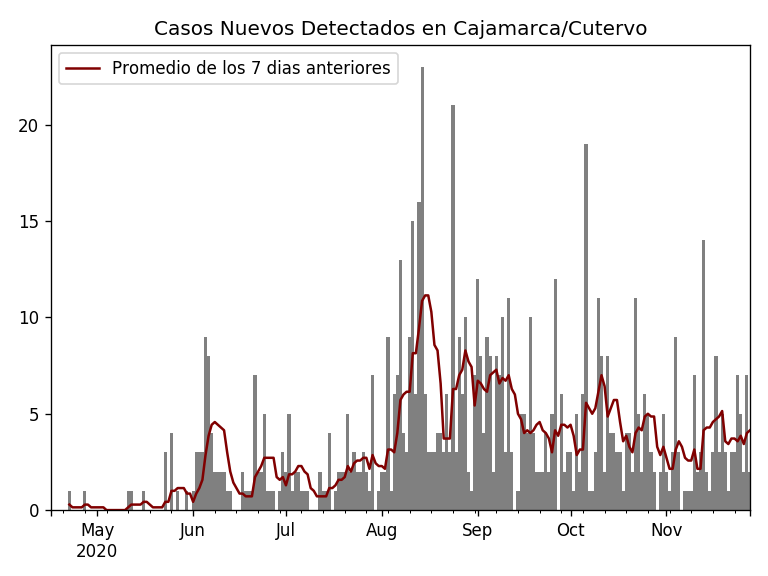 Casos Nuevos Detectados en Cajamarca/Cutervo
Promedio de los 7 dias anteriores
20
15
10
5
0
May Jun Jul Aug Sep Oct Nov
2020